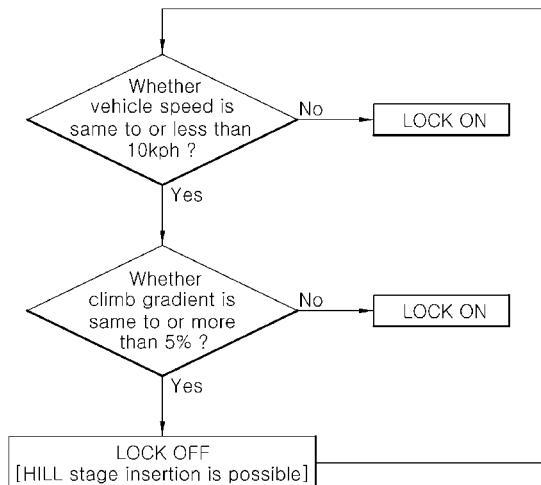 Whether
vehicle speed is
same to or less than
10kph ?
No
LOCK ON
Yes
Whether
climb gradient is
same to or more
than 5% ?
No
LOCK ON
Yes
LOCK OFF
[HILL stage insertion is possible]